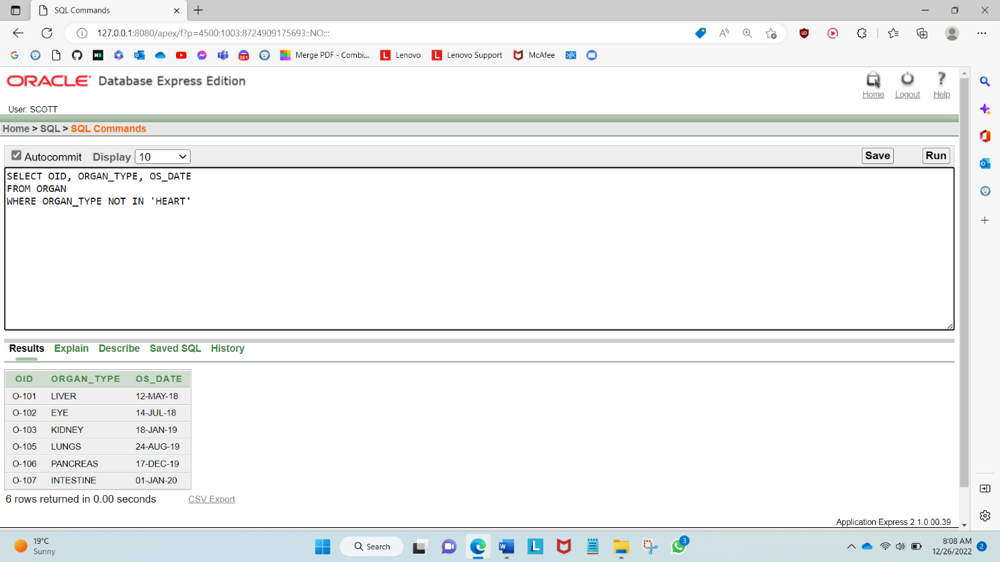 SQL Commands
127.0.0.1:8080/apex/f?p=4500:1003:8724909175693::NO:::
Merge PDF - Combi...
Lenovo
Lenovo Support
McAfee
ORACLE® Database Express Edition
Home
Logout
Help
User: SCOTT
Home > SQL > SQL Commands
Autocommit Display 10
Save
Run
SELECT OID, ORGAN_TYPE, OS_DATE
FROM ORGAN
WHERE ORGAN_TYPE NOT IN 'HEART'
Results Explain Describe Saved SQL History
OID ORGAN_TYPE OS_DATE
O-101 LIVER 12-MAY-18
O-102 EYE 14-JUL-18
O-103 KIDNEY 18-JAN-19
O-105 LUNGS 24-AUG-19
O-106 PANCREAS 17-DEC-19
O-107 INTESTINE 01-JAN-20
6 rows returned in 0.00 seconds
CSV Export
Application Express 2.1.0.00.39
19°C
Sunny
Search
3
8:08 AM
12/26/2022
2